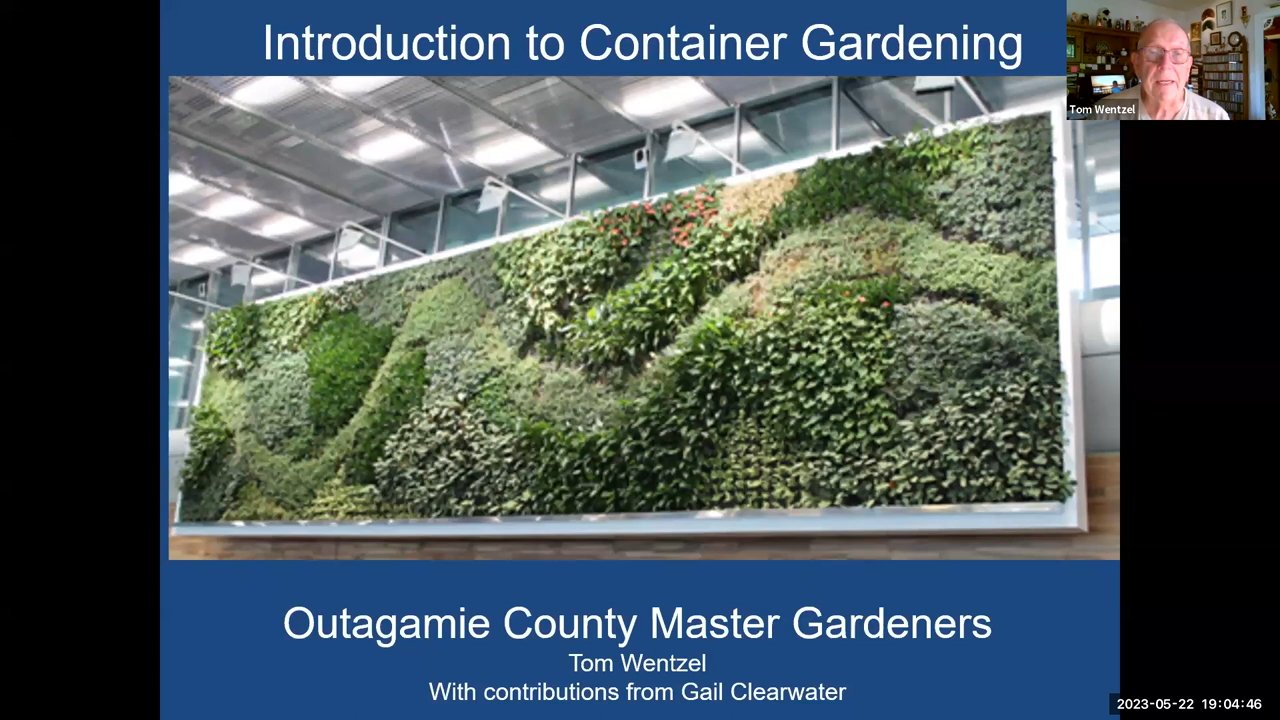 Introduction to Container Gardening
Tom Wentzel
Outagamie County Master Gardeners
Tom Wentzel
With contributions from Gail Clearwater
2023-05-22 19:04:46